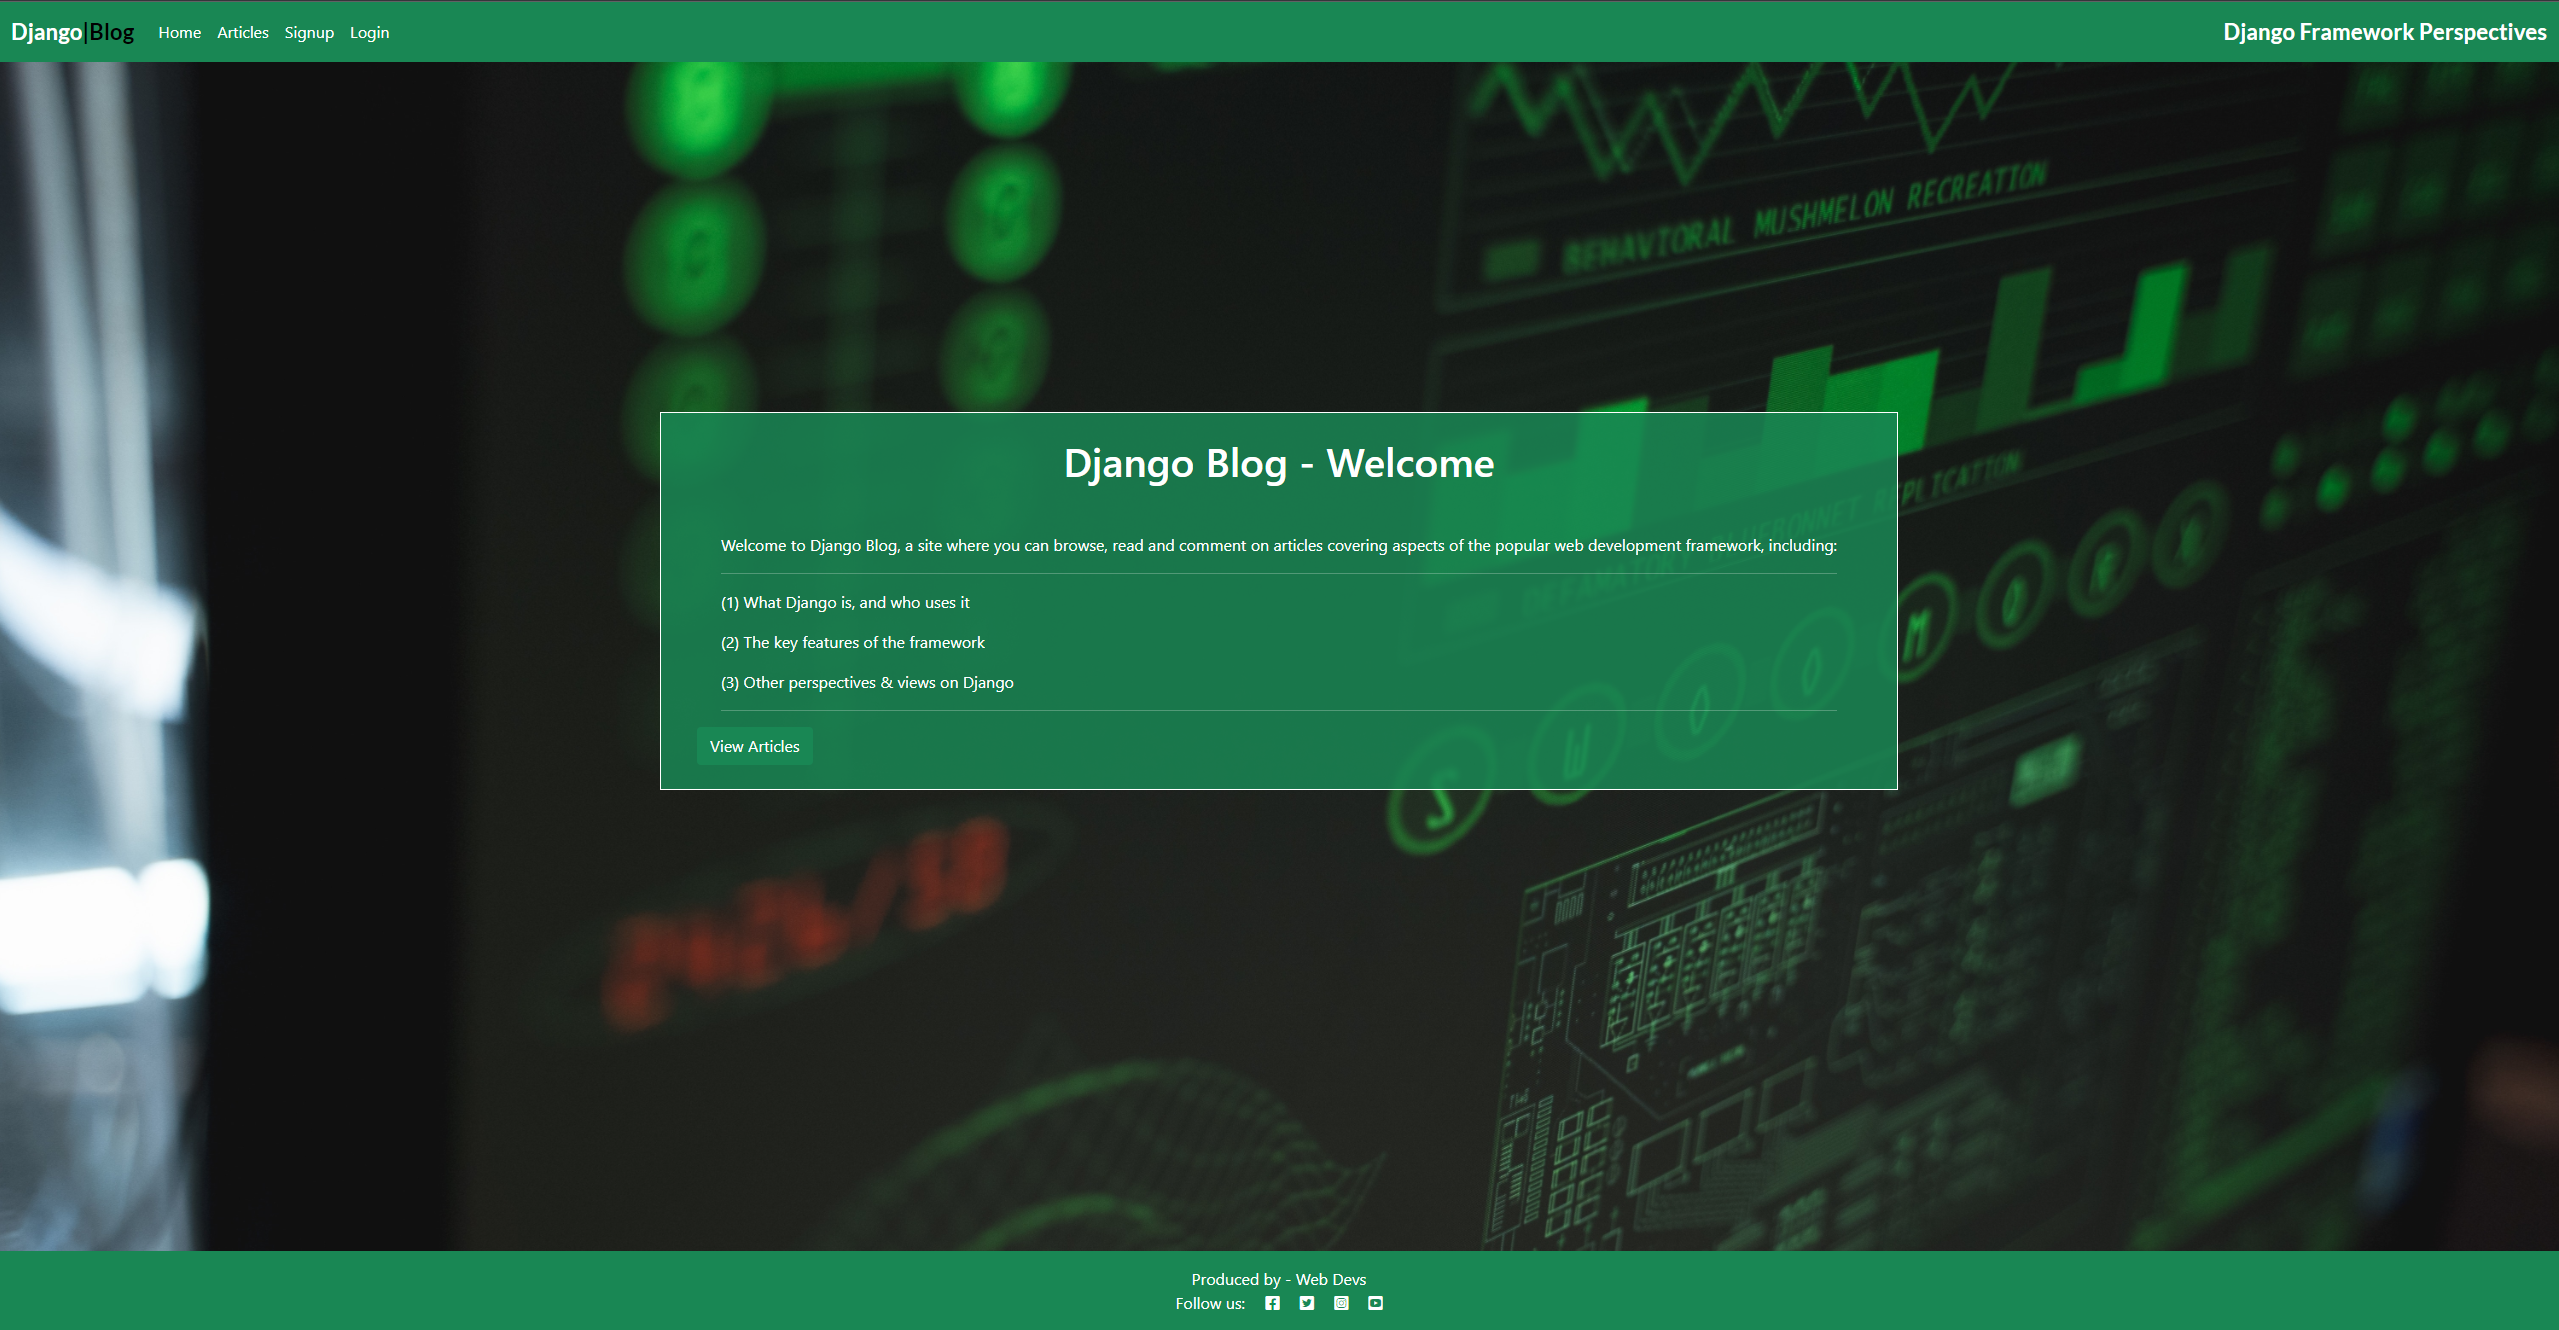 Django|Blog Home Articles Signup Login Django Framework Perspectives
BEHAVIORAL MUSHMELON RECREATION
Django Blog - Welcome
DEFAMATORY BLUEBONNET REPLICATION
Welcome to Django Blog, a site where you can browse, read and comment on articles covering aspects of the popular web development framework, including:
(1) What Django is, and who uses it
(2) The key features of the framework
(3) Other perspectives & views on Django
View Articles
Produced by - Web Devs
Follow us: